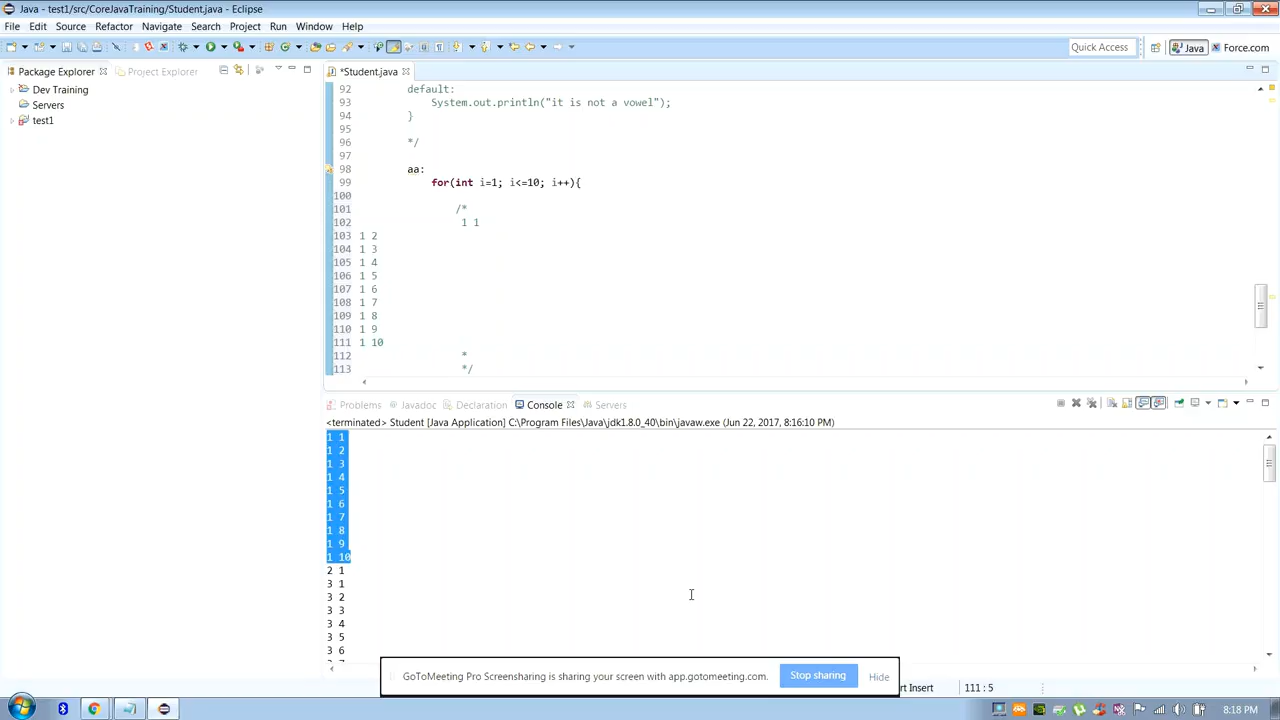 Java - test1/src/CoreJavaTraining/Student.java - Eclipse
File Edit Source Refactor Navigate Search Project Run Window Help
Quick Access Java Force.com
Package Explorer Project Explorer
Dev Training
Servers
test1
*Student.java
92 default:
93 System.out.println("it is not a vowel");
94 }
95
96 */
97
98 aa:
99 for(int i=1; i<=10; i++){
100
101 /*
102 1 1
103 1 2
104 1 3
105 1 4
106 1 5
107 1 6
108 1 7
109 1 8
110 1 9
111 1 10
112 *
113 */
Problems Javadoc Declaration Console Servers
<terminated> Student [Java Application] C:\Program Files\Java\jdk1.8.0_40\bin\javaw.exe (Jun 22, 2017, 8:16:10 PM)
1 1
1 2
1 3
1 4
1 5
1 6
1 7
1 8
1 9
1 10
2 1
3 1
3 2
3 3
3 4
3 5
3 6
GoToMeeting Pro Screensharing is sharing your screen with app.gotomeeting.com. Stop sharing Hide
rt Insert 111 : 5
8:18 PM